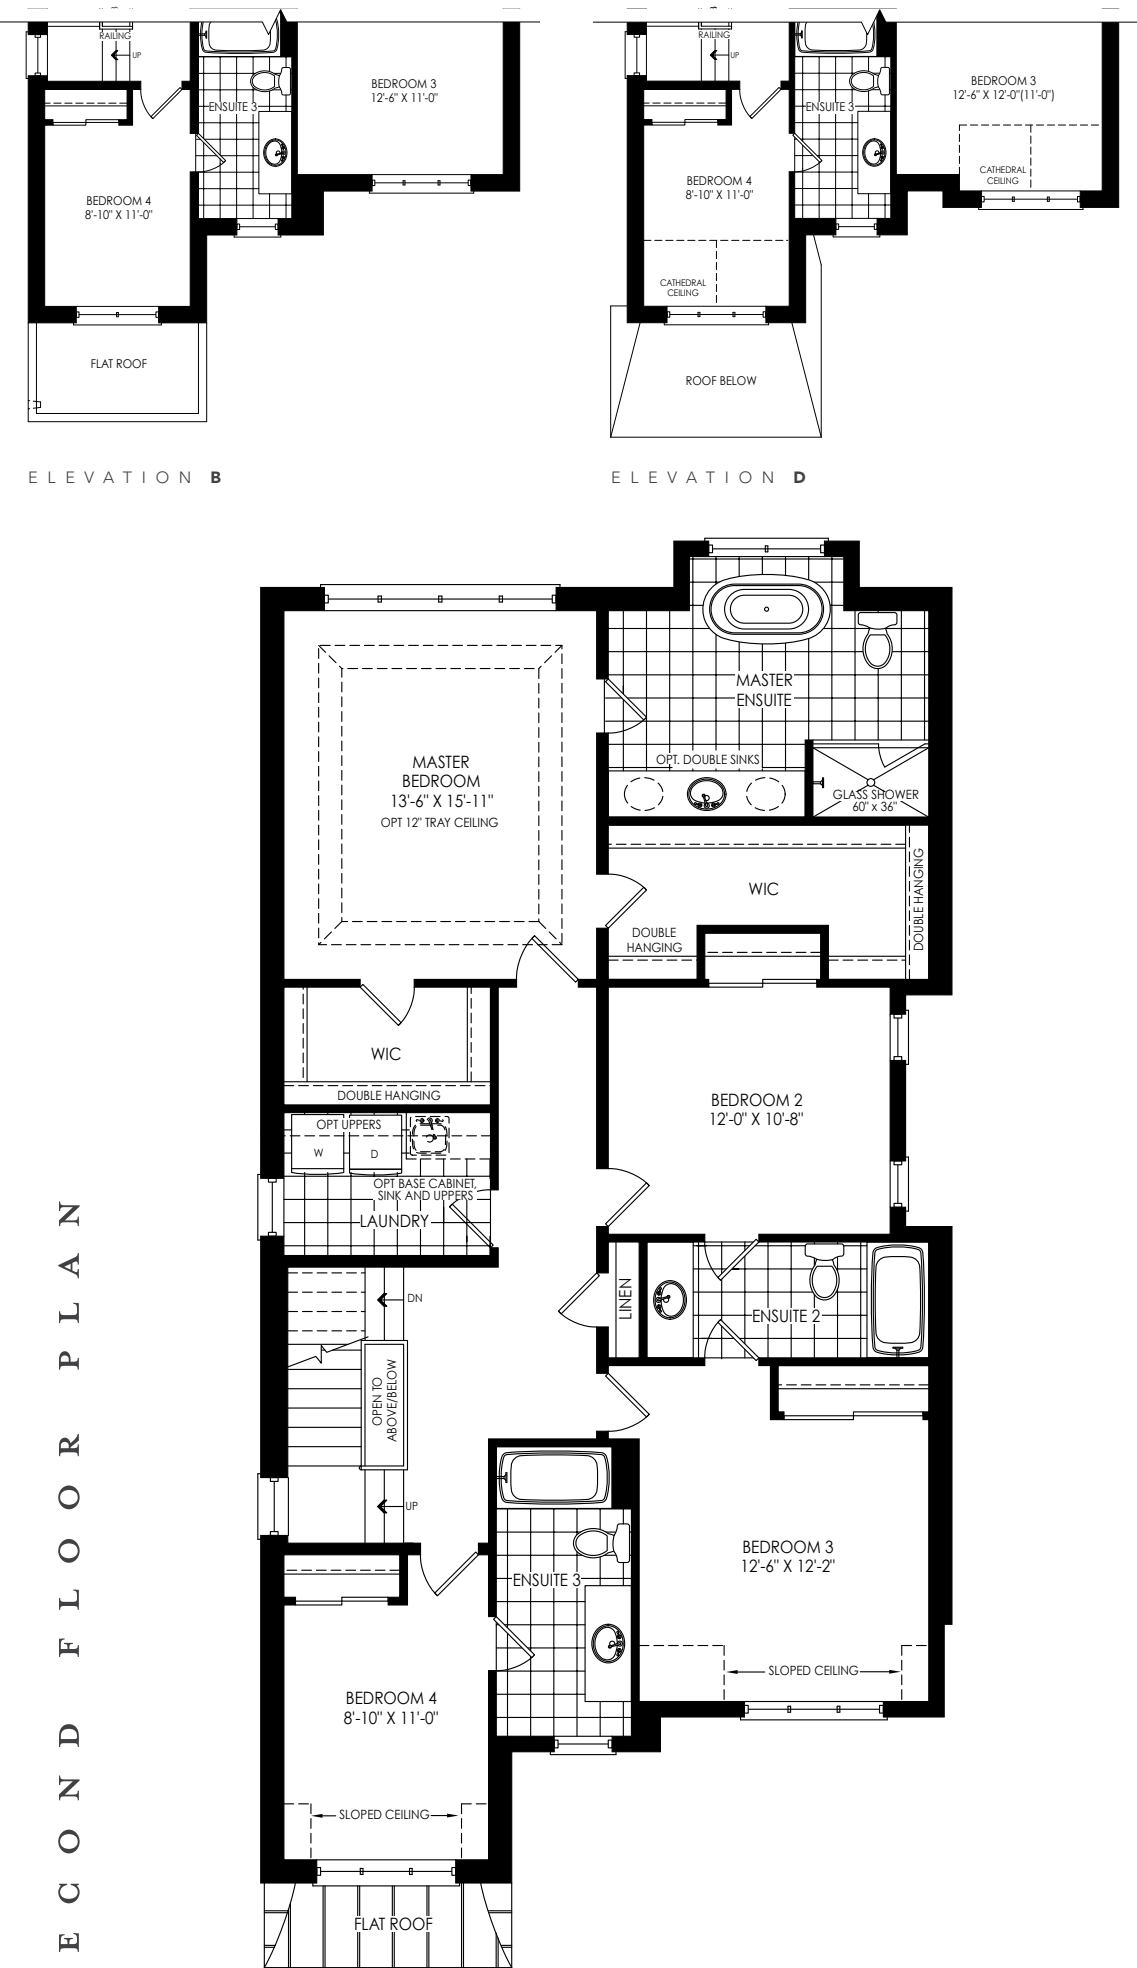 RAILING
UP
ENSUITE 3
BEDROOM 3
12'-6" X 11'-0"
BEDROOM 4
8'-10" X 11'-0"
FLAT ROOF
ELEVATION B
RAILING
UP
ENSUITE 3
BEDROOM 3
12'-6" X 12'-0"(11'-0")
CATHEDRAL
CEILING
BEDROOM 4
8'-10" X 11'-0"
CATHEDRAL
CEILING
ROOF BELOW
ELEVATION D
MASTER
ENSUITE
OPT. DOUBLE SINKS
GLASS SHOWER
60" x 36"
MASTER
BEDROOM
13'-6" X 15'-11"
OPT 12" TRAY CEILING
WIC
DOUBLE HANGING
DOUBLE
HANGING
WIC
DOUBLE HANGING
BEDROOM 2
12'-0" X 10'-8"
OPT UPPERS
W
D
OPT BASE CABINET,
SINK AND UPPERS
LAUNDRY
LINEN
ENSUITE 2
DN
OPEN TO
ABOVE/BELOW
UP
ENSUITE 3
BEDROOM 3
12'-6" X 12'-2"
SLOPED CEILING
BEDROOM 4
8'-10" X 11'-0"
SLOPED CEILING
FLAT ROOF
ECOND FLOOR PLAN